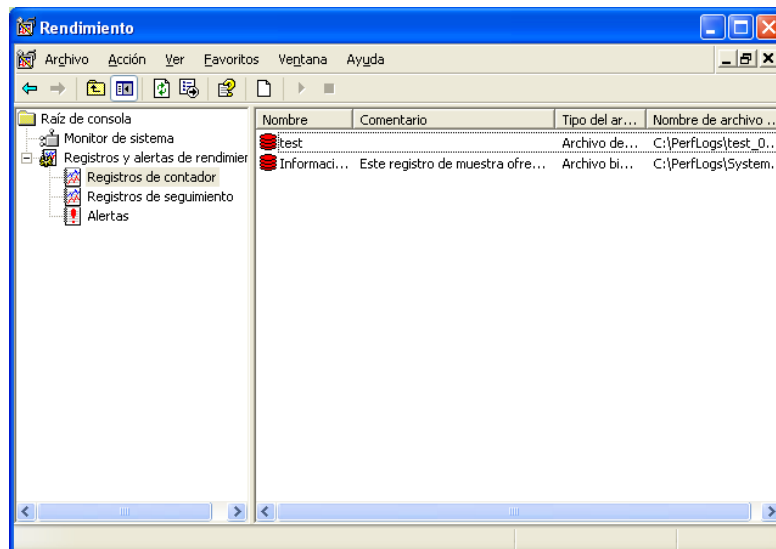 Rendimiento
Archivo Acción Ver Favoritos Ventana Ayuda
Raíz de consola
Monitor de sistema
Registros y alertas de rendimier
Registros de contador
Registros de seguimiento
Alertas
Nombre Comentario Tipo del ar... Nombre de archivo ...
test Archivo de... C:\PerfLogs\test_0...
Informaci... Este registro de muestra ofre... Archivo bi... C:\PerfLogs\System...